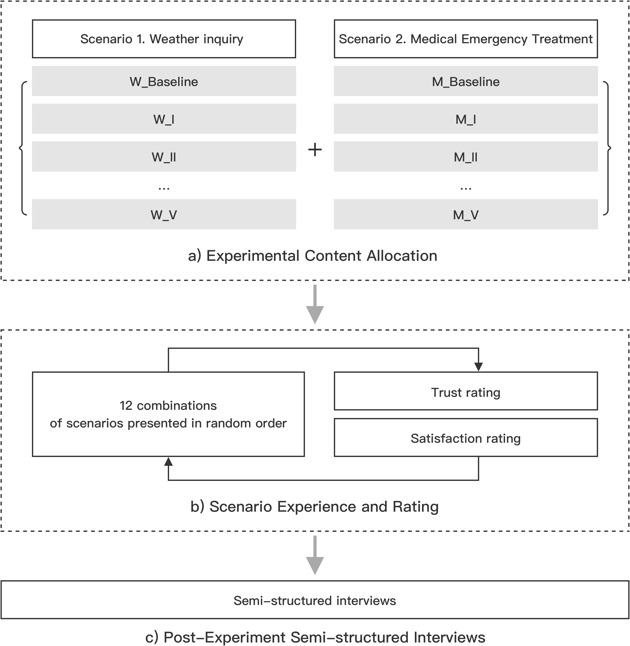 Scenario 1. Weather inquiry
Scenario 2. Medical Emergency Treatment
W_Baseline
M_Baseline
W_I
M_I
W_II
M_II
+
...
...
W_V
M_V
a) Experimental Content Allocation
12 combinations
of scenarios presented in random order
Trust rating
Satisfaction rating
b) Scenario Experience and Rating
Semi-structured interviews
c) Post-Experiment Semi-structured Interviews